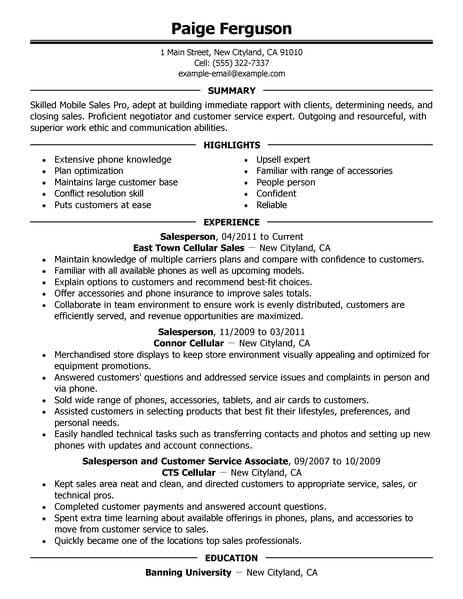 Paige Ferguson
1 Main Street, New Cityland, CA 91010
Cell: (555) 322-7337
example-email@example.com
SUMMARY
Skilled Mobile Sales Pro, adept at building immediate rapport with clients, determining needs, and
closing sales. Proficient negotiator and customer service expert. Outgoing and resourceful, with
superior work ethic and communication abilities.
HIGHLIGHTS
• Extensive phone knowledge
• Plan optimization
• Maintains large customer base
• Conflict resolution skill
• Puts customers at ease
• Upsell expert
• Familiar with range of accessories
• People person
• Confident
• Reliable
EXPERIENCE
Salesperson, 04/2011 to Current
East Town Cellular Sales — New Cityland, CA
• Maintain knowledge of multiple carriers plans and compare with confidence to customers.
• Familiar with all available phones as well as upcoming models.
• Explain options to customers and recommend best-fit choices.
• Offer accessories and phone insurance to improve sales totals.
• Collaborate in team environment to ensure work is evenly distributed, customers are
efficiently served, and revenue opportunities are maximized.
Salesperson, 11/2009 to 03/2011
Connor Cellular — New Cityland, CA
• Merchandised store displays to keep store environment visually appealing and optimized for
equipment promotions.
• Answered customers' questions and addressed service issues and complaints in person and
via phone.
• Sold wide range of phones, accessories, tablets, and air cards to customers.
• Assisted customers in selecting products that best fit their lifestyles, preferences, and
personal needs.
• Easily handled technical tasks such as transferring contacts and setting up new
phones with updates and account connections.
Salesperson and Customer Service Associate, 09/2007 to 10/2009
CTS Cellular — New Cityland, CA
• Kept sales area neat and clean, and directed customers to appropriate service, sales, or
technical pros.
• Completed customer payments and answered account questions.
• Spent extra time learning about available offerings in phones, plans, and accessories to
move from customer service to sales.
• Quickly became one of the locations top sales professionals.
EDUCATION
Banning University — New Cityland, CA